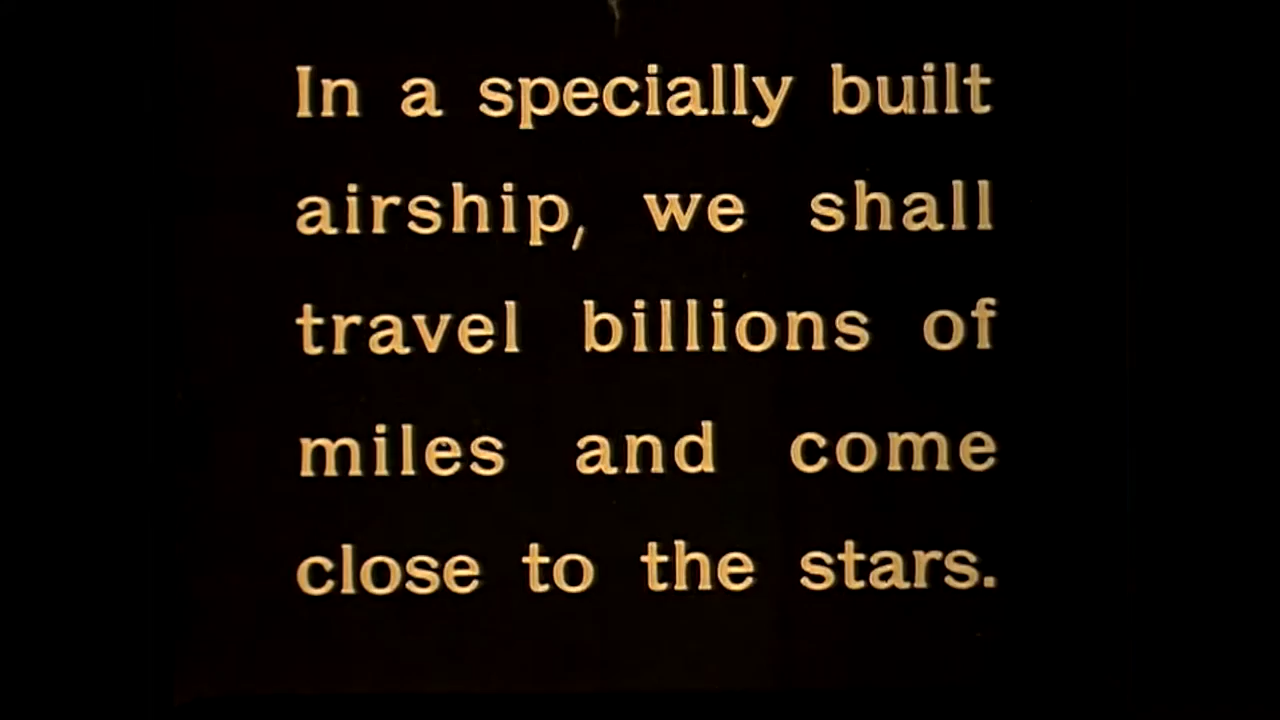 In a specially built
airship, we shall
travel billions of
miles and come
close to the stars.